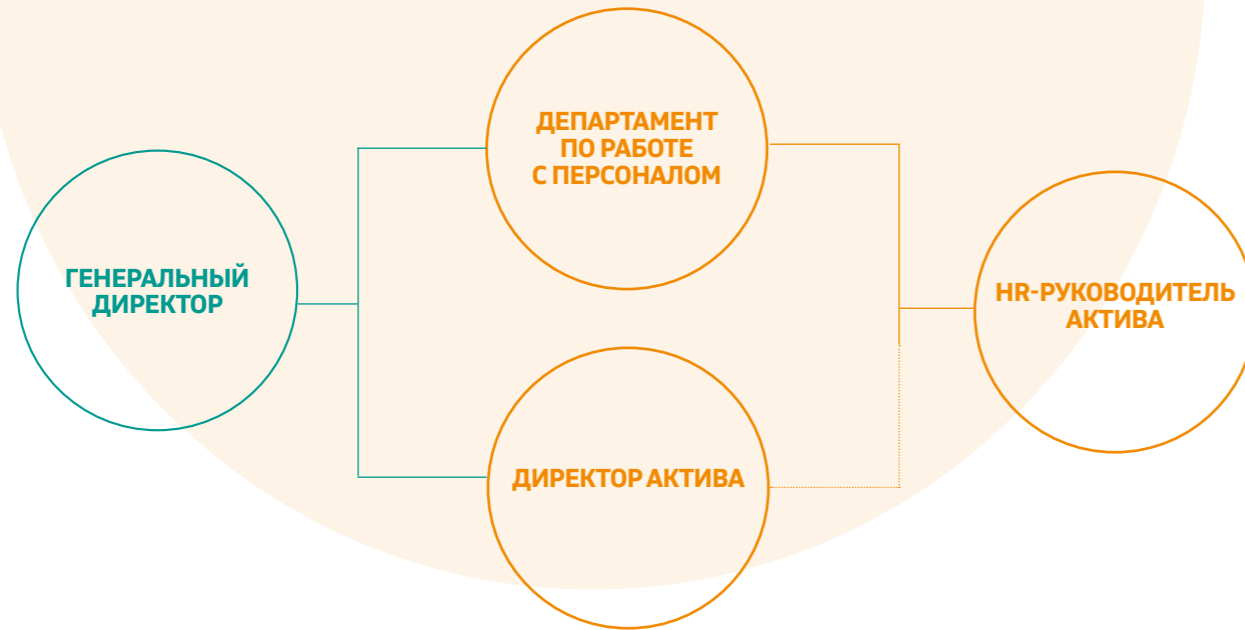 ДЕПАРТАМЕНТ
ПО РАБОТЕ
С ПЕРСОНАЛОМ
ГЕНЕРАЛЬНЫЙ
ДИРЕКТОР
HR-РУКОВОДИТЕЛЬ
АКТИВА
ДИРЕКТОР АКТИВА